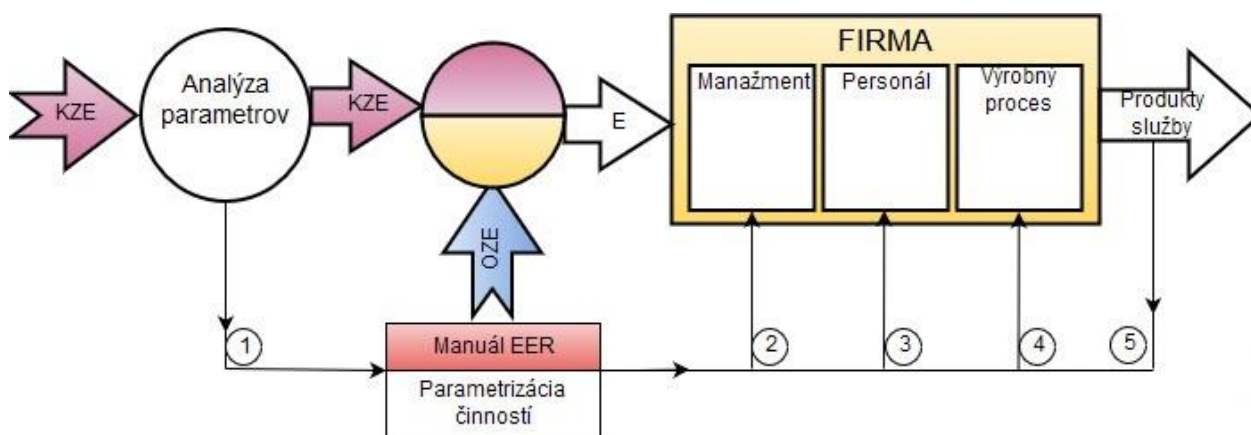 KZE
Analýza
parametrov
KZE
E
FIRMA
Manažment
Personál
Výrobný
proces
Produkty
služby
OZE
1
Manuál EER
Parametrizácia
činností
2
3
4
5